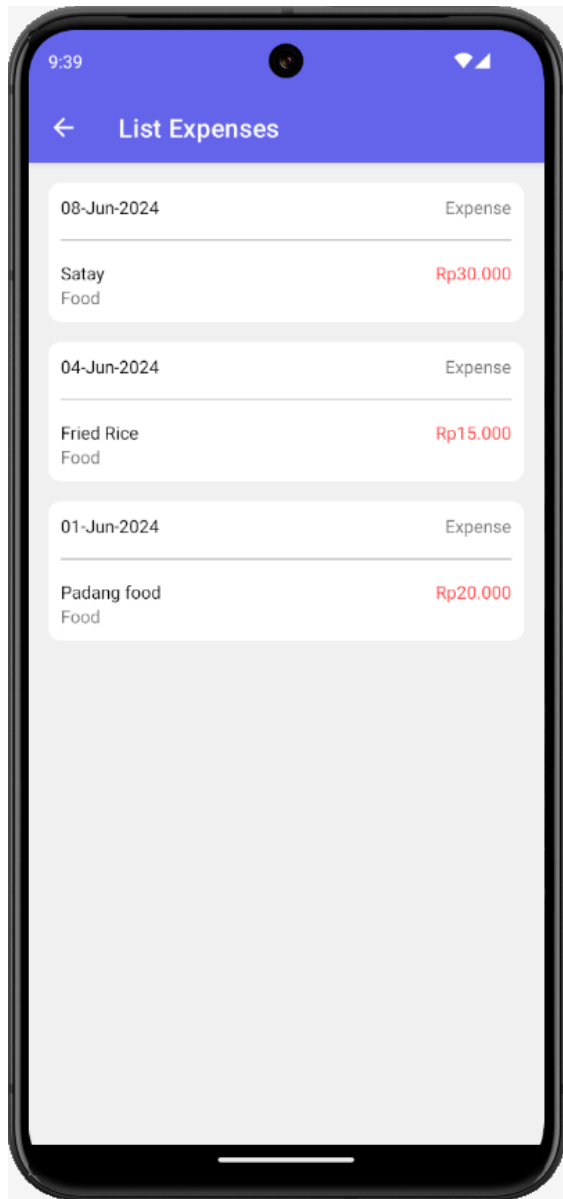 9:39
List Expenses
08-Jun-2024 Expense
Satay Rp30.000
Food
04-Jun-2024 Expense
Fried Rice Rp15.000
Food
01-Jun-2024 Expense
Padang food Rp20.000
Food